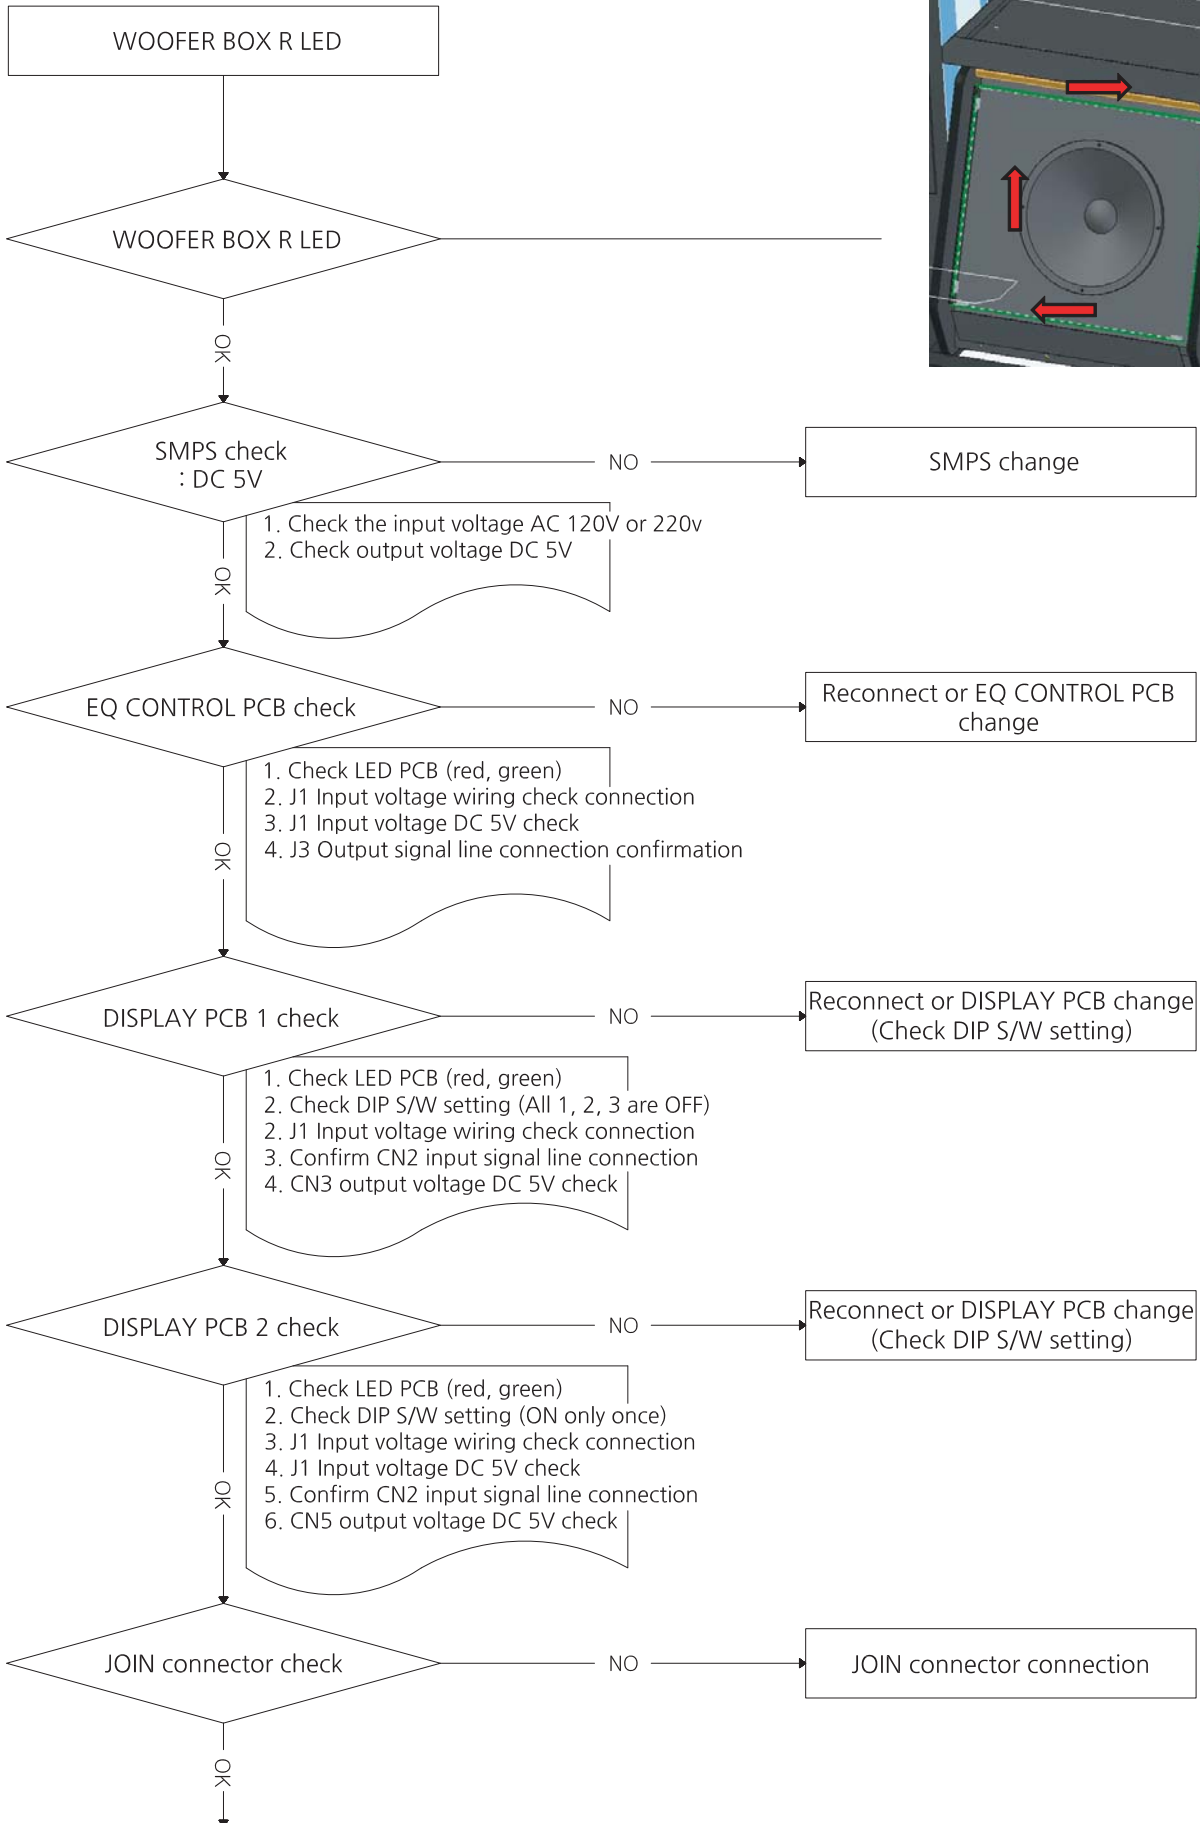 WOOFER BOX R LED
WOOFER BOX R LED
OK
SMPS check
: DC 5V
NO
SMPS change
1. Check the input voltage AC 120V or 220v
2. Check output voltage DC 5V
OK
EQ CONTROL PCB check
NO
Reconnect or EQ CONTROL PCB
change
1. Check LED PCB (red, green)
2. J1 Input voltage wiring check connection
3. J1 Input voltage DC 5V check
4. J3 Output signal line connection confirmation
OK
DISPLAY PCB 1 check
NO
Reconnect or DISPLAY PCB change
(Check DIP S/W setting)
1. Check LED PCB (red, green)
2. Check DIP S/W setting (All 1, 2, 3 are OFF)
2. J1 Input voltage wiring check connection
3. Confirm CN2 input signal line connection
4. CN3 output voltage DC 5V check
OK
DISPLAY PCB 2 check
NO
Reconnect or DISPLAY PCB change
(Check DIP S/W setting)
1. Check LED PCB (red, green)
2. Check DIP S/W setting (ON only once)
3. J1 Input voltage wiring check connection
4. J1 Input voltage DC 5V check
5. Confirm CN2 input signal line connection
6. CN5 output voltage DC 5V check
OK
JOIN connector check
NO
JOIN connector connection
OK